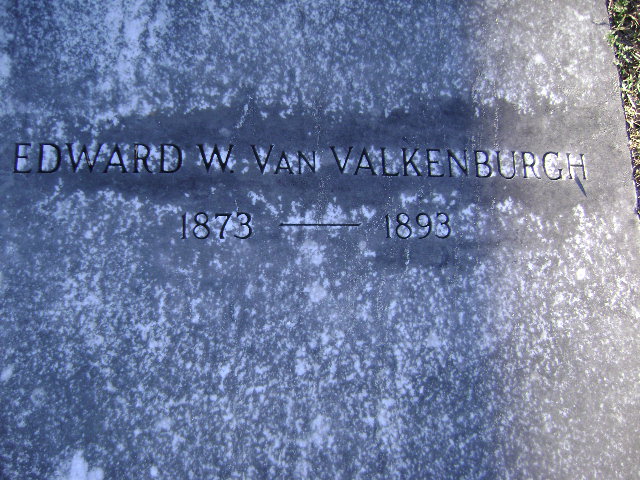 EDWARD W. VAN VALKENBURGH
1873 — 1893